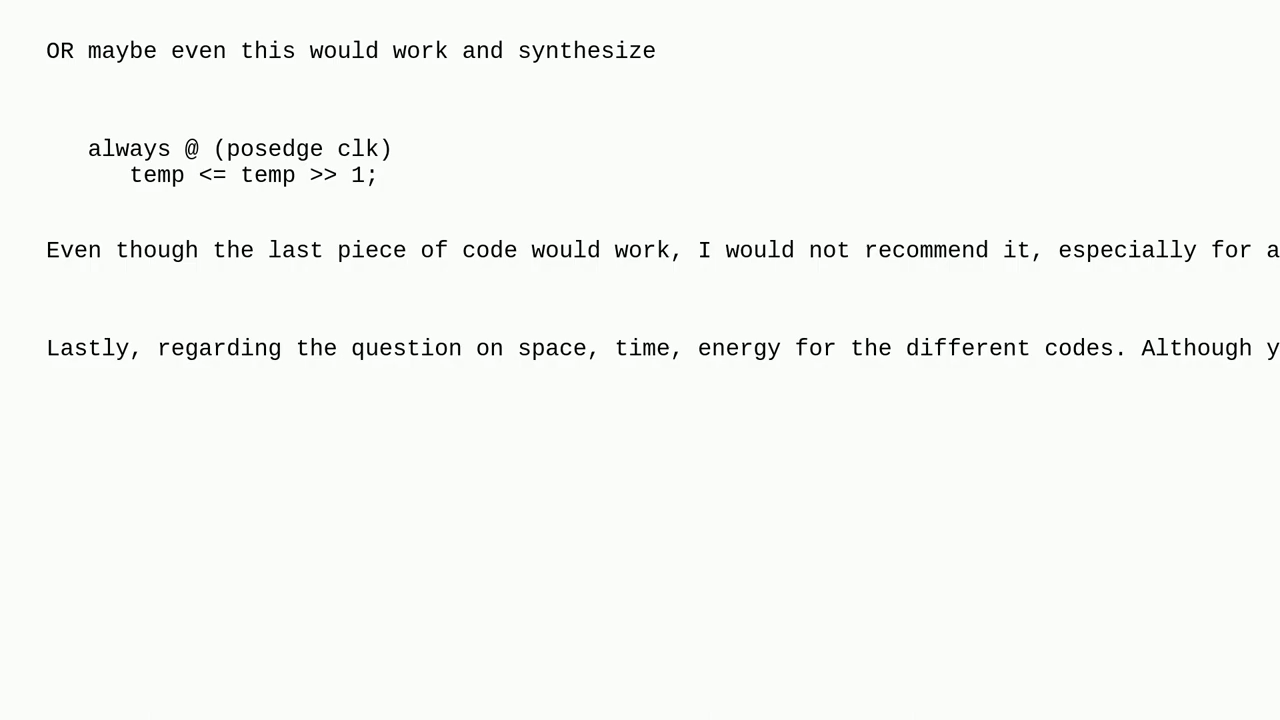 OR maybe even this would work and synthesize
always @ (posedge clk)
temp <= temp >> 1;
Even though the last piece of code would work, I would not recommend it, especially for a
Lastly, regarding the question on space, time, energy for the different codes. Although y